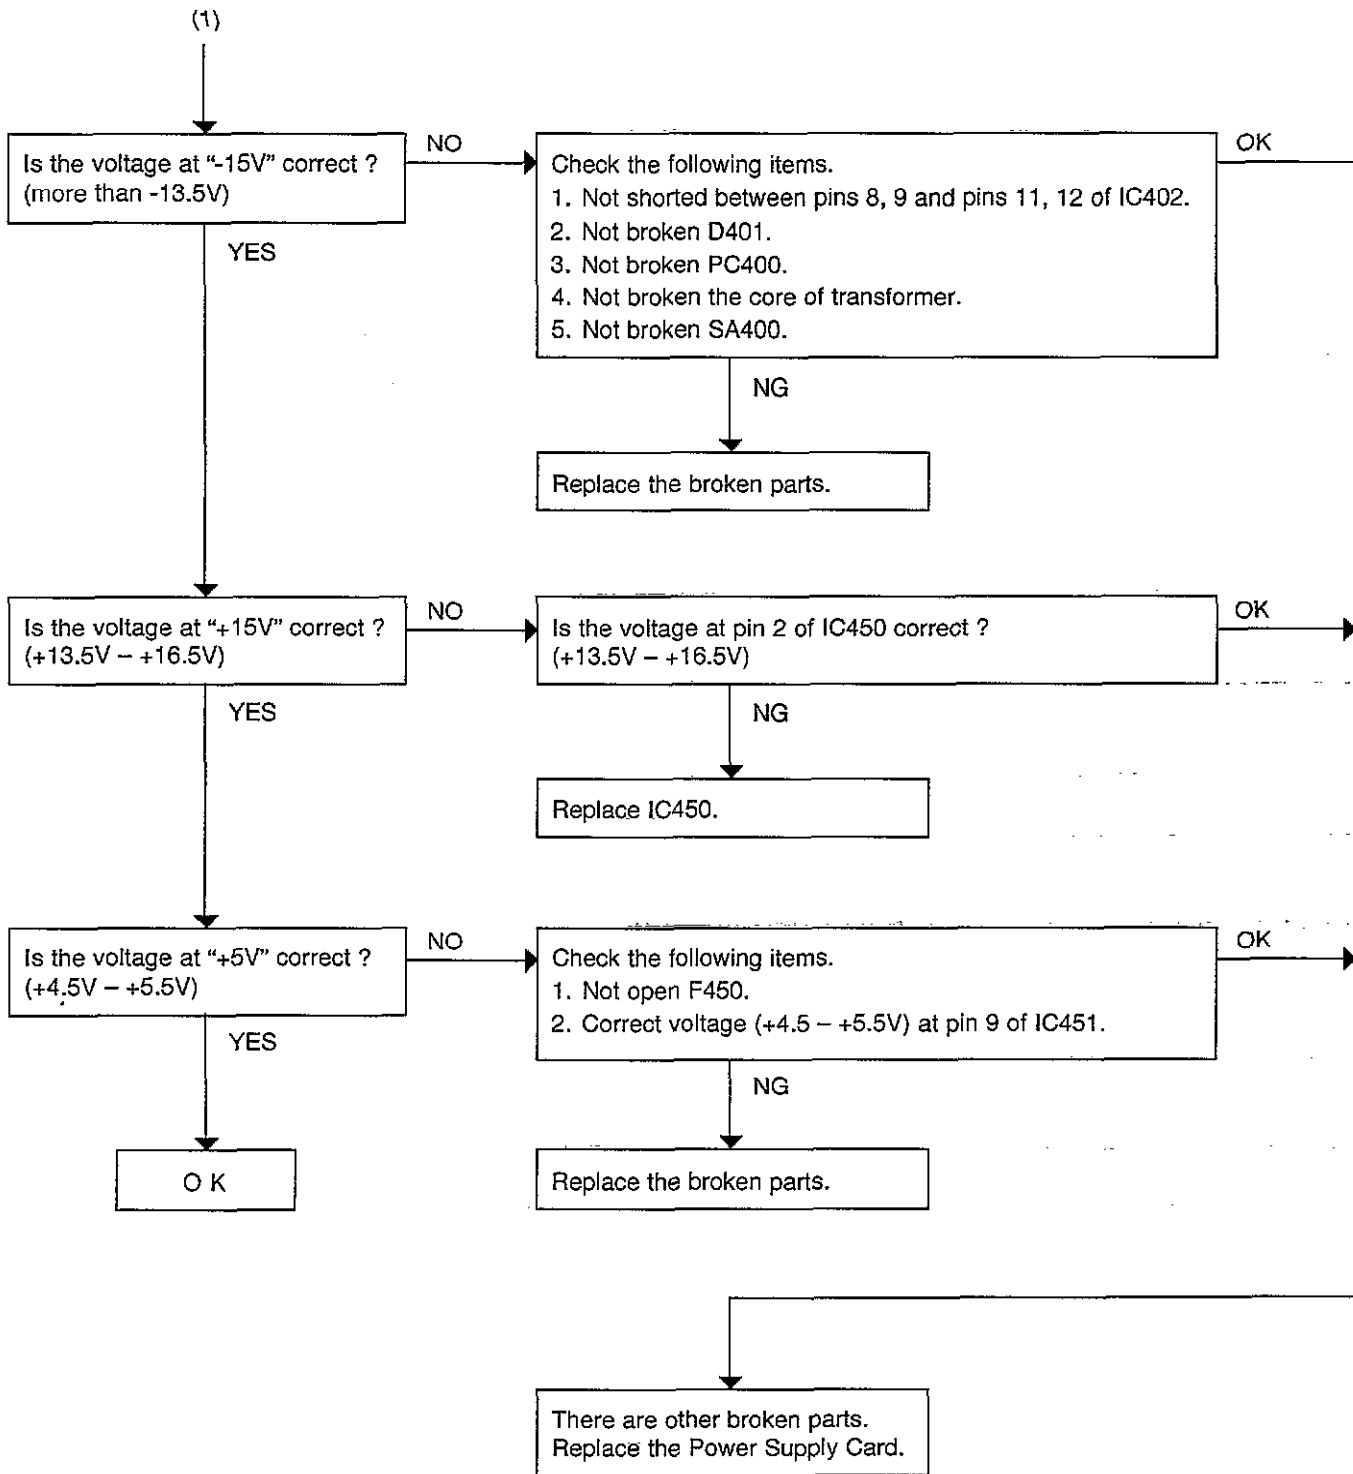 (1)
Is the voltage at "-15V" correct ?
(more than -13.5V)
NO
YES
Check the following items.
1. Not shorted between pins 8, 9 and pins 11, 12 of IC402.
2. Not broken D401.
3. Not broken PC400.
4. Not broken the core of transformer.
5. Not broken SA400.
OK
NG
Replace the broken parts.
Is the voltage at "+15V" correct ?
(+13.5V – +16.5V)
NO
YES
Is the voltage at pin 2 of IC450 correct ?
(+13.5V – +16.5V)
OK
NG
Replace IC450.
Is the voltage at "+5V" correct ?
(+4.5V – +5.5V)
NO
YES
Check the following items.
1. Not open F450.
2. Correct voltage (+4.5 – +5.5V) at pin 9 of IC451.
OK
NG
O K
Replace the broken parts.
There are other broken parts.
Replace the Power Supply Card.